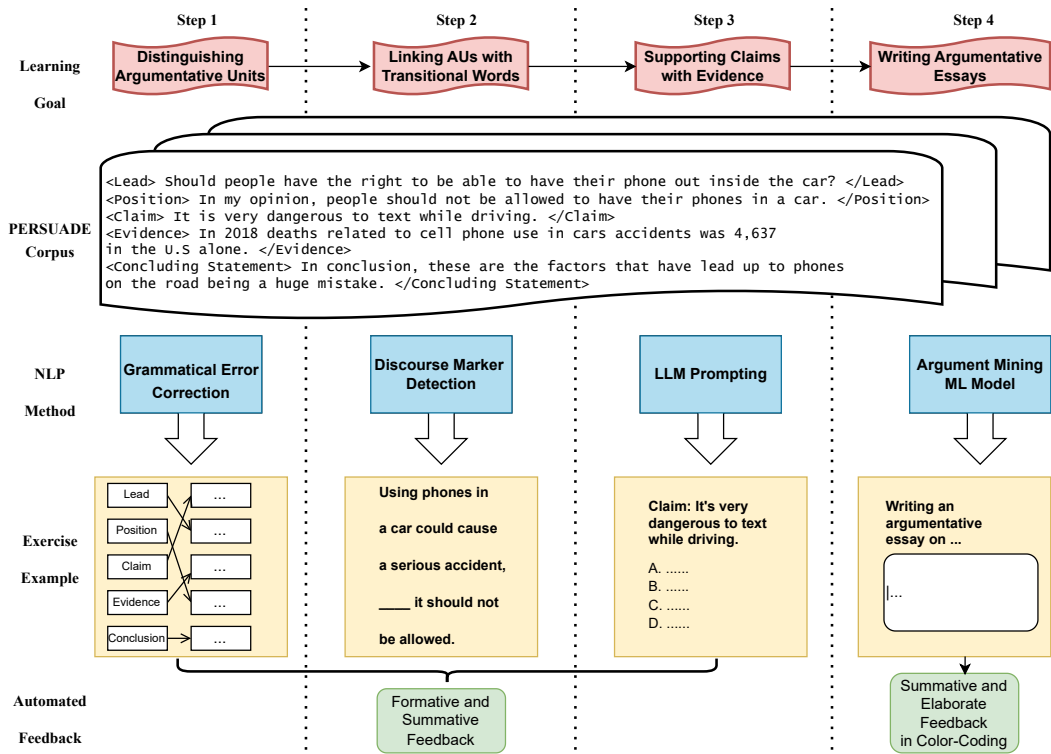 Step 1
Step 2
Step 3
Step 4
Learning
Goal
Distinguishing
Argumentative Units
Linking AUs with
Transitional Words
Supporting Claims
with Evidence
Writing Argumentative
Essays
PERSUADE
Corpus
<Lead> Should people have the right to be able to have their phone out inside the car? </Lead>
<Position> In my opinion, people should not be allowed to have their phones in a car. </Position>
<Claim> It is very dangerous to text while driving. </Claim>
<Evidence> In 2018 deaths related to cell phone use in cars accidents was 4,637
in the U.S alone. </Evidence>
<Concluding Statement> In conclusion, these are the factors that have lead up to phones
on the road being a huge mistake. </Concluding Statement>
NLP
Method
Grammatical Error
Correction
Discourse Marker
Detection
LLM Prompting
Argument Mining
ML Model
Exercise
Example
Lead
...
Position
...
Claim
...
Evidence
...
Conclusion
...
Using phones in
a car could cause
a serious accident,
____ it should not
be allowed.
Claim: It's very
dangerous to text
while driving.
A. ......
B. ......
C. ......
D. ......
Writing an
argumentative
essay on ...
|...
Automated
Feedback
Formative and
Summative
Feedback
Summative and
Elaborate
Feedback
in Color-Coding